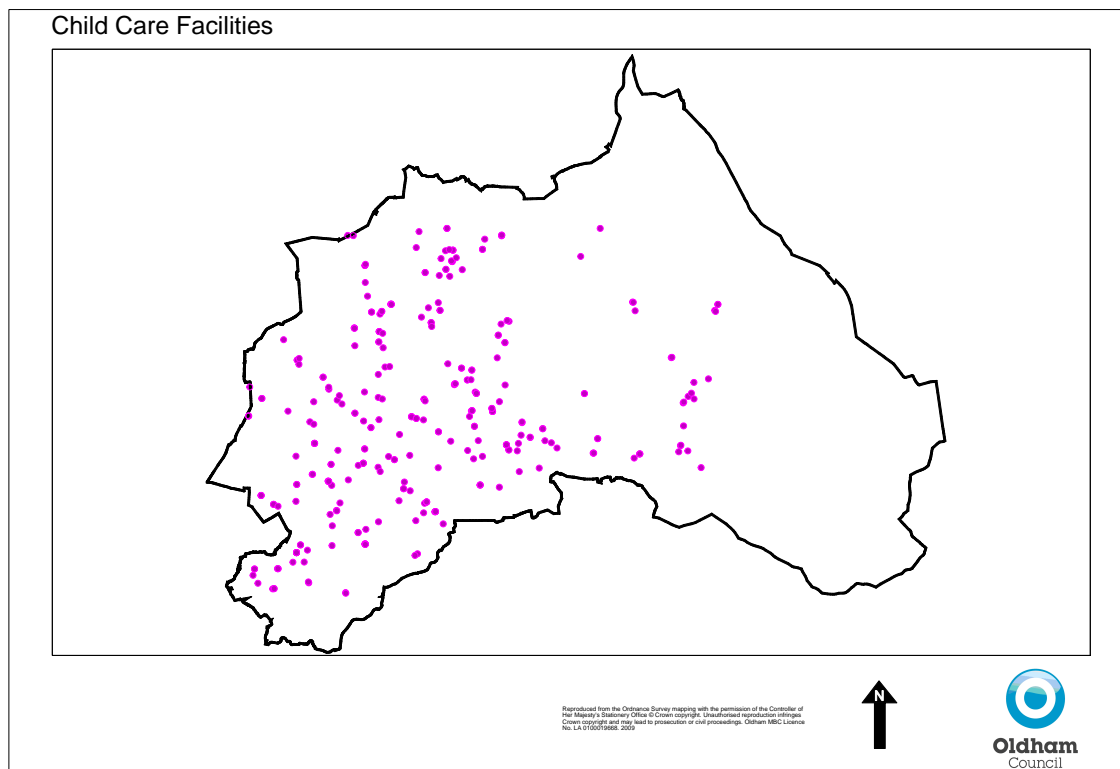 Child Care Facilities
Reproduced from the Ordnance Survey mapping with the permission of the Controller of
Her Majesty's Stationery Office © Crown copyright. Unauthorised reproduction infringes
Crown copyright and may lead to prosecution or civil proceedings. Oldham MBC Licence
No. LA 0100019668. 2009
N
Oldham
Council